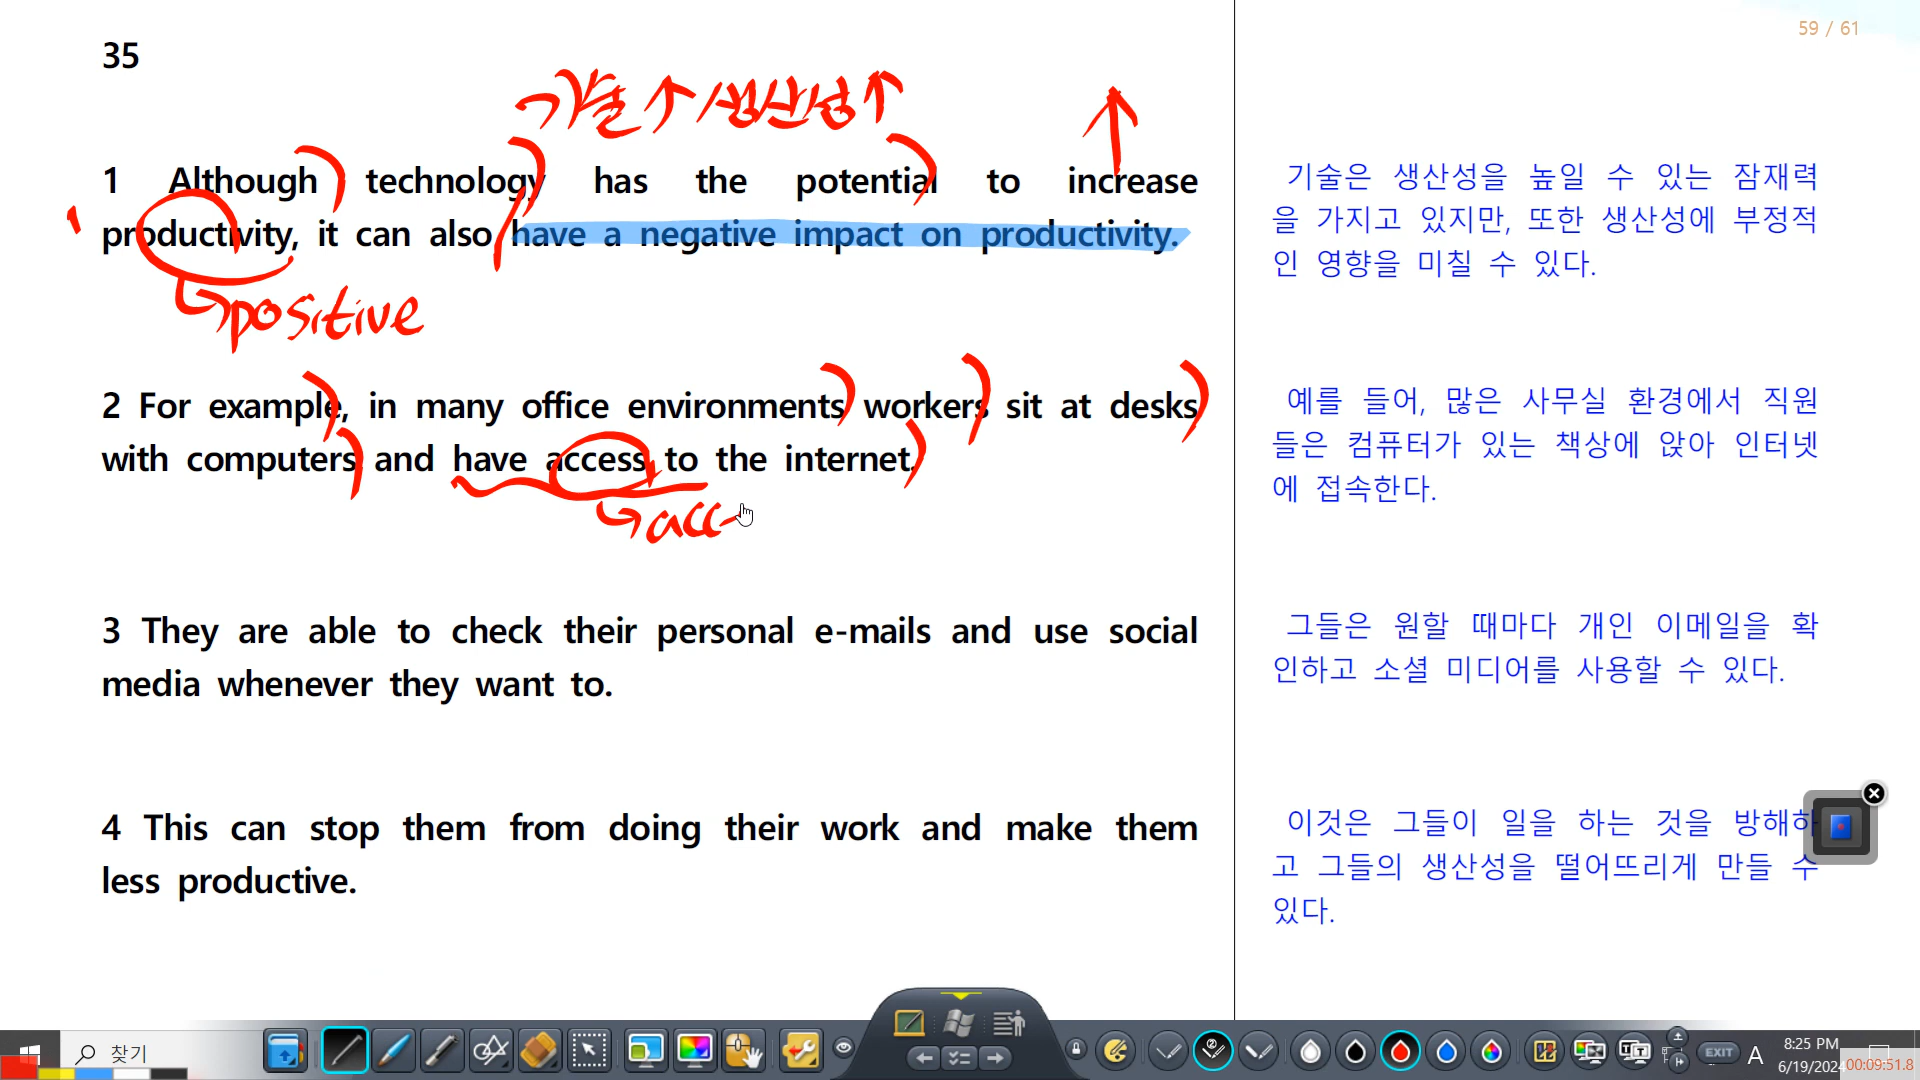 59 / 61
35
기술↑ 생산성↑
↑
1 Although technology has the potential to increase
productivity, it can also have a negative impact on productivity.
positive
2 For example, in many office environments workers sit at desks
with computers and have access to the internet.
acc
3 They are able to check their personal e-mails and use social
media whenever they want to.
4 This can stop them from doing their work and make them
less productive.
기술은 생산성을 높일 수 있는 잠재력
을 가지고 있지만, 또한 생산성에 부정적
인 영향을 미칠 수 있다.
예를 들어, 많은 사무실 환경에서 직원
들은 컴퓨터가 있는 책상에 앉아 인터넷
에 접속한다.
그들은 원할 때마다 개인 이메일을 확
인하고 소셜 미디어를 사용할 수 있다.
이것은 그들이 일을 하는 것을 방해하
고 그들의 생산성을 떨어뜨리게 만들 수
있다.
찾기
EXIT
A
8:25 PM
6/19/2024
00:09:51.8